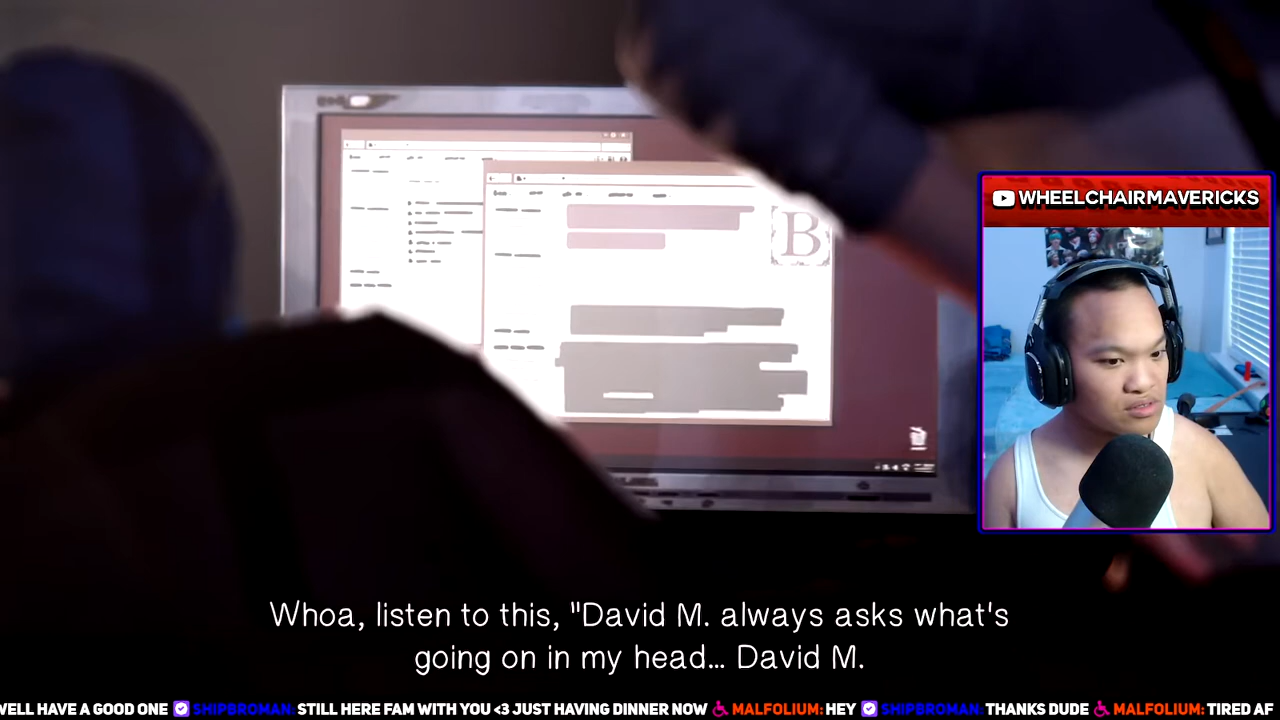 WHEELCHAIRMAVERICKS
B
Whoa, listen to this, "David M. always asks what's
going on in my head... David M.
WELL HAVE A GOOD ONE SHIPBROMAN: STILL HERE FAM WITH YOU <3 JUST HAVING DINNER NOW MALFOLIUM: HEY SHIPBROMAN: THANKS DUDE MALFOLIUM: TIRED AF